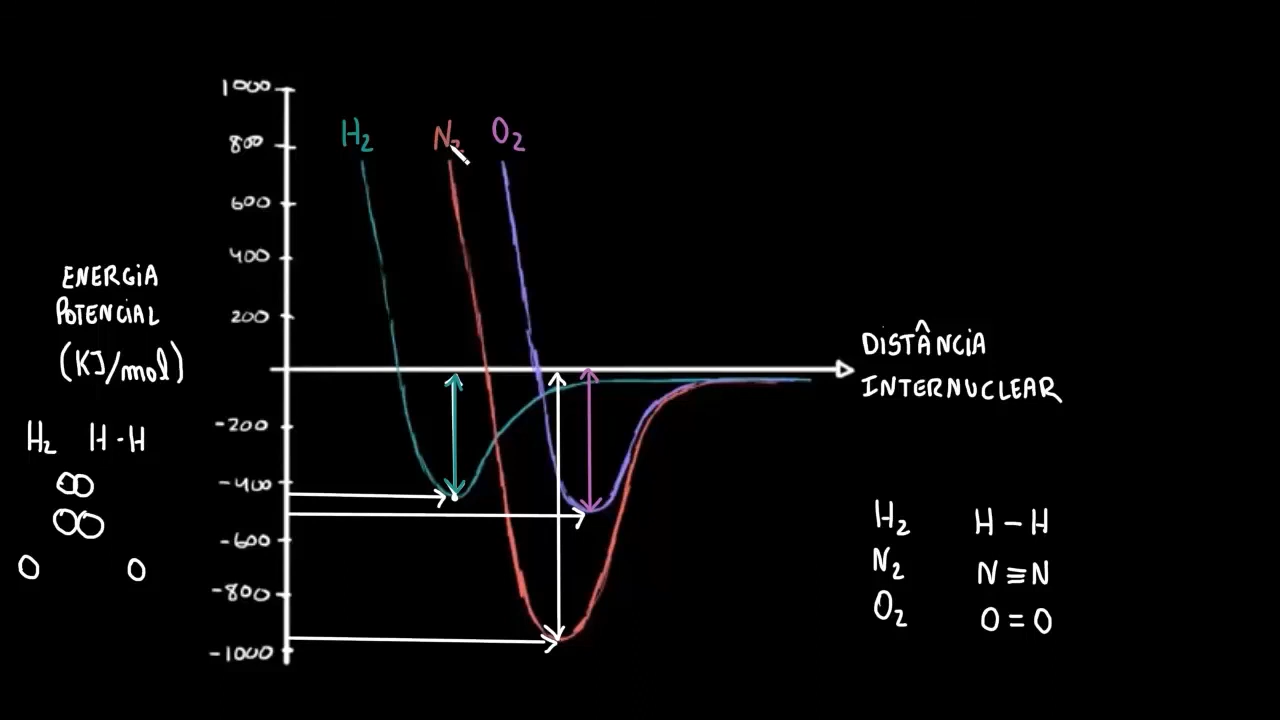 1000
H₂ N₂ O₂
800
600
400
200
-200
-400
-600
-800
-1000
ENERGIA
POTENCIAL
(KJ/mol)
DISTÂNCIA
INTERNUCLEAR
H₂ H-H
H₂ H-H
N₂ N≡N
O₂ O=O